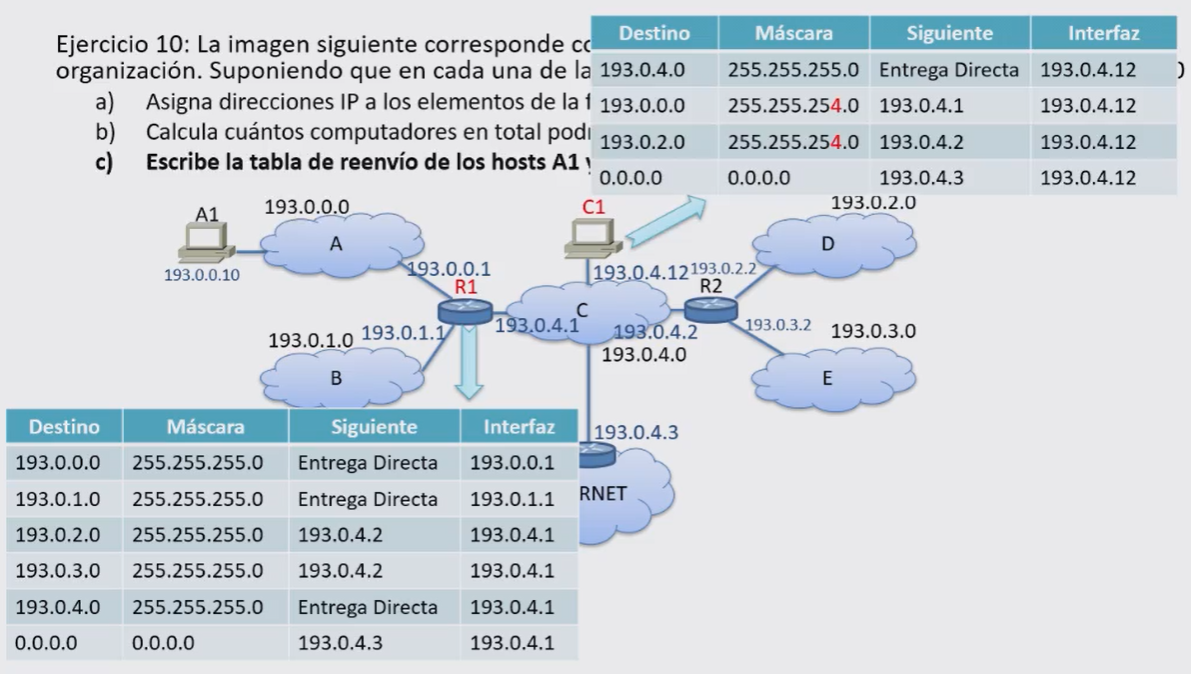 Ejercicio 10: La imagen siguiente corresponde
organización. Suponiendo que en cada una de la
a) Asigna direcciones IP a los elementos de la
b) Calcula cuántos computadores en total
c) Escribe la tabla de reenvío de los hosts A1
Destino Máscara Siguiente Interfaz
193.0.4.0 255.255.255.0 Entrega Directa 193.0.4.12
193.0.0.0 255.255.254.0 193.0.4.1 193.0.4.12
193.0.2.0 255.255.254.0 193.0.4.2 193.0.4.12
0.0.0.0 0.0.0.0 193.0.4.3 193.0.4.12
A1
193.0.0.0
C1
193.0.2.0
A
D
193.0.0.10
193.0.0.1
193.0.4.12
193.0.2.2
R1
R2
C
193.0.4.1
193.0.4.2
193.0.1.1
193.0.3.2
193.0.1.0
193.0.4.0
193.0.3.0
B
E
193.0.4.3
RNET
Destino Máscara Siguiente Interfaz
193.0.0.0 255.255.255.0 Entrega Directa 193.0.0.1
193.0.1.0 255.255.255.0 Entrega Directa 193.0.1.1
193.0.2.0 255.255.255.0 193.0.4.2 193.0.4.1
193.0.3.0 255.255.255.0 193.0.4.2 193.0.4.1
193.0.4.0 255.255.255.0 Entrega Directa 193.0.4.1
0.0.0.0 0.0.0.0 193.0.4.3 193.0.4.1